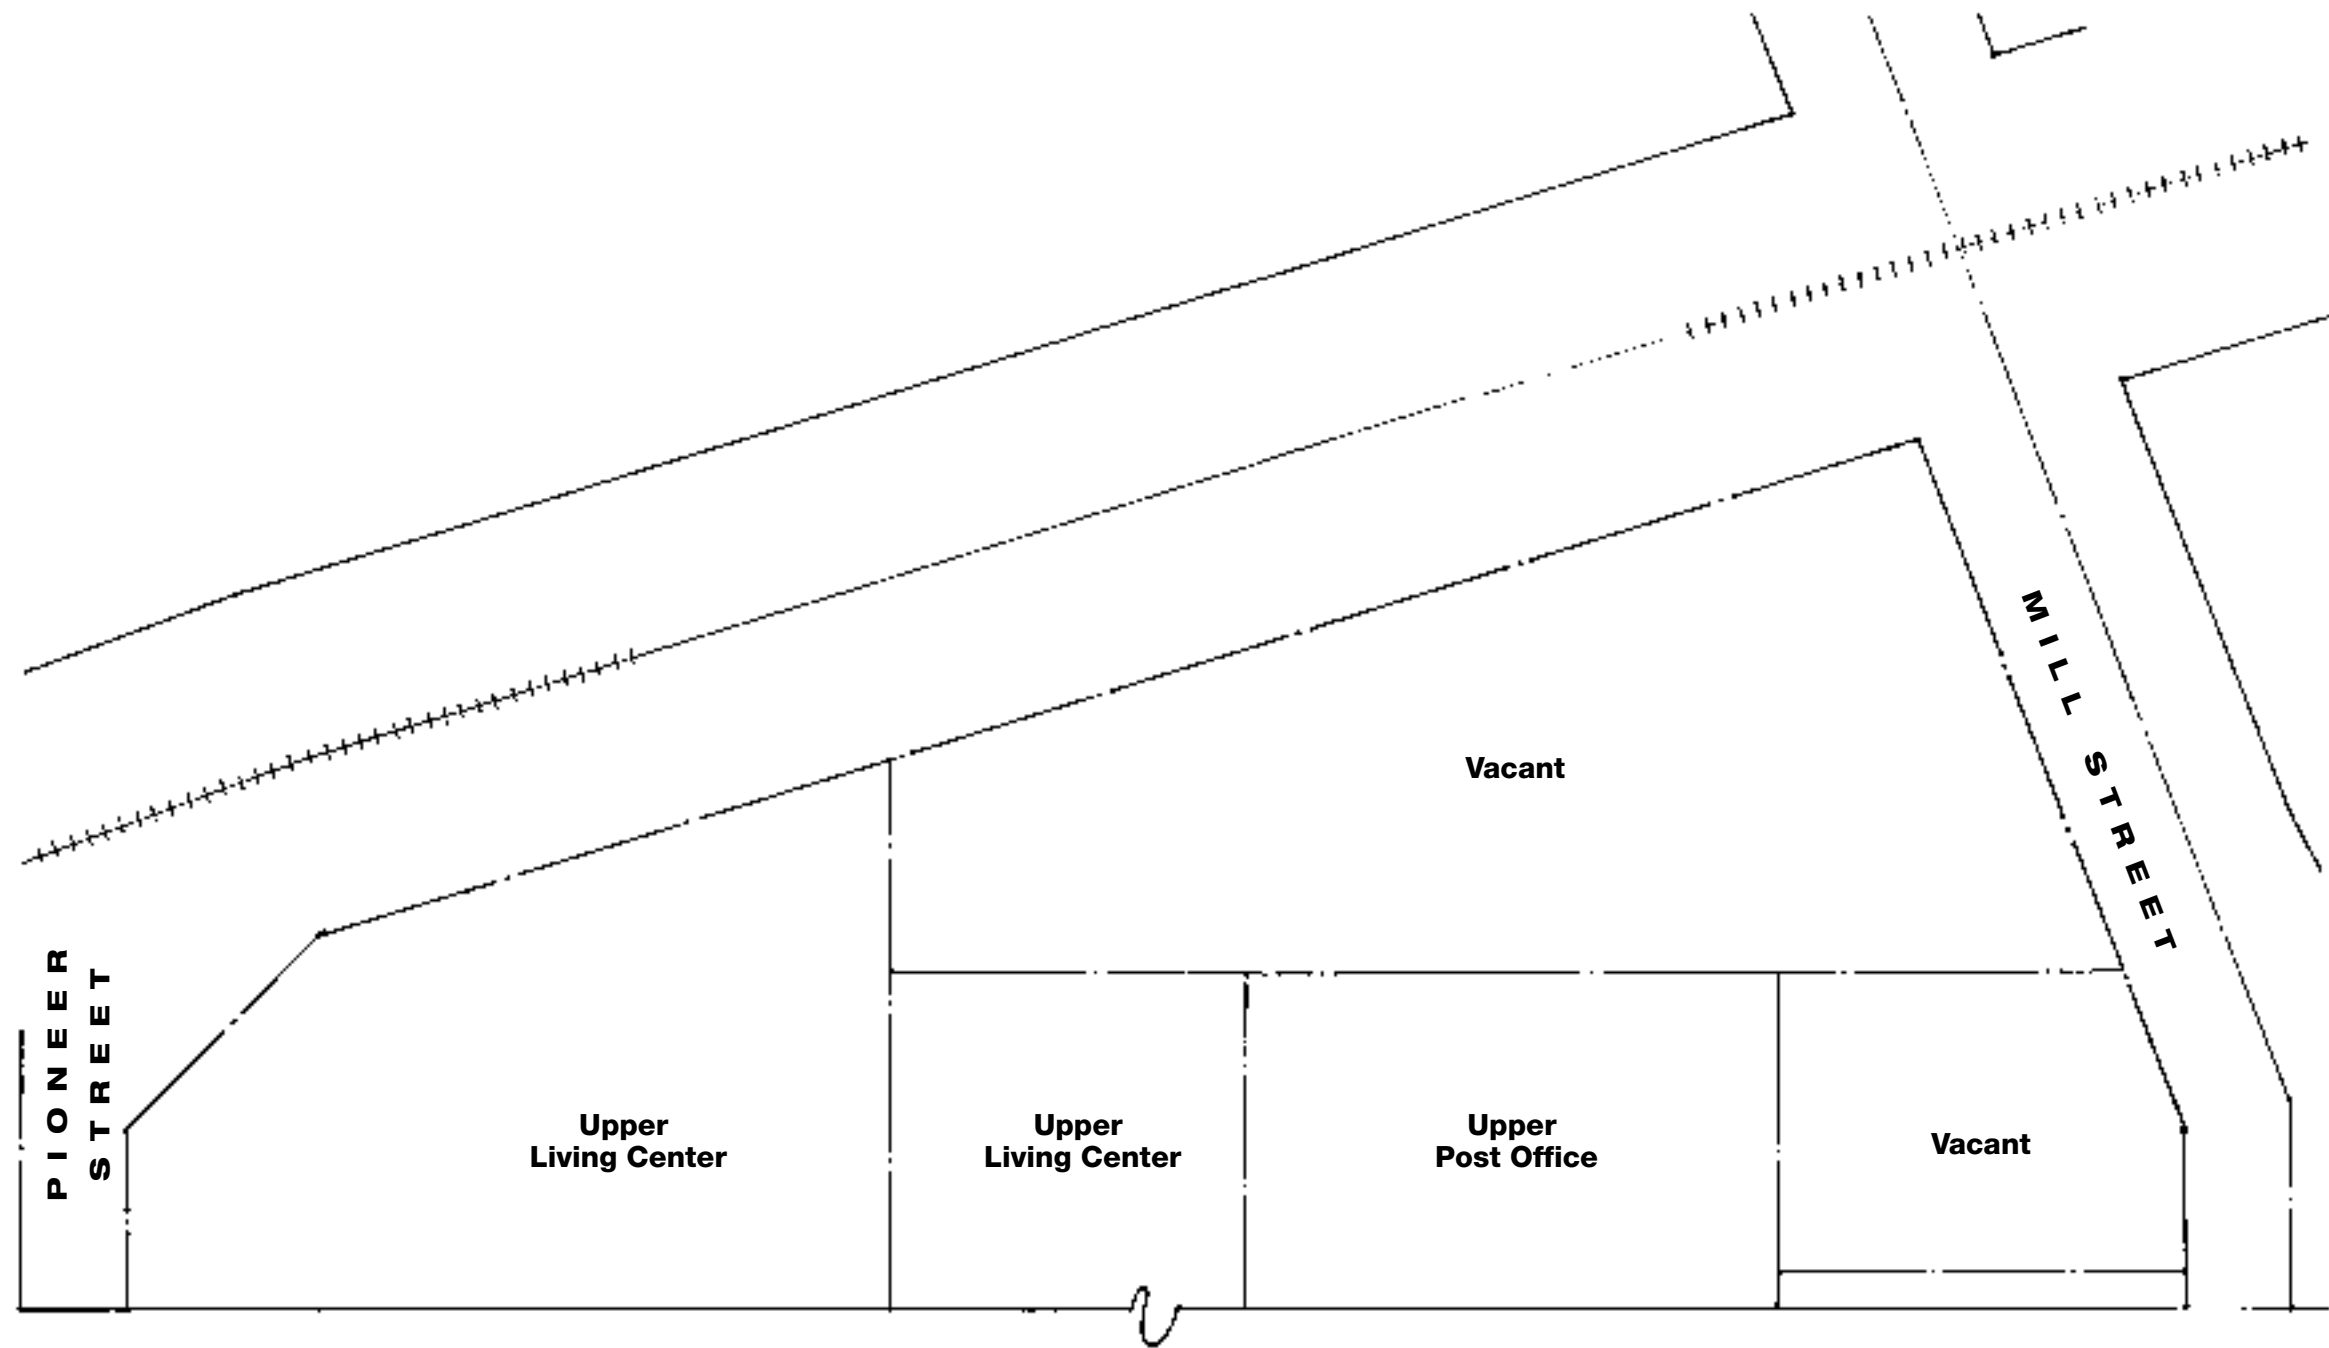 MILL STREET
Vacant
PIONEER
STREET
Upper
Living Center
Upper
Living Center
Upper
Post Office
Vacant